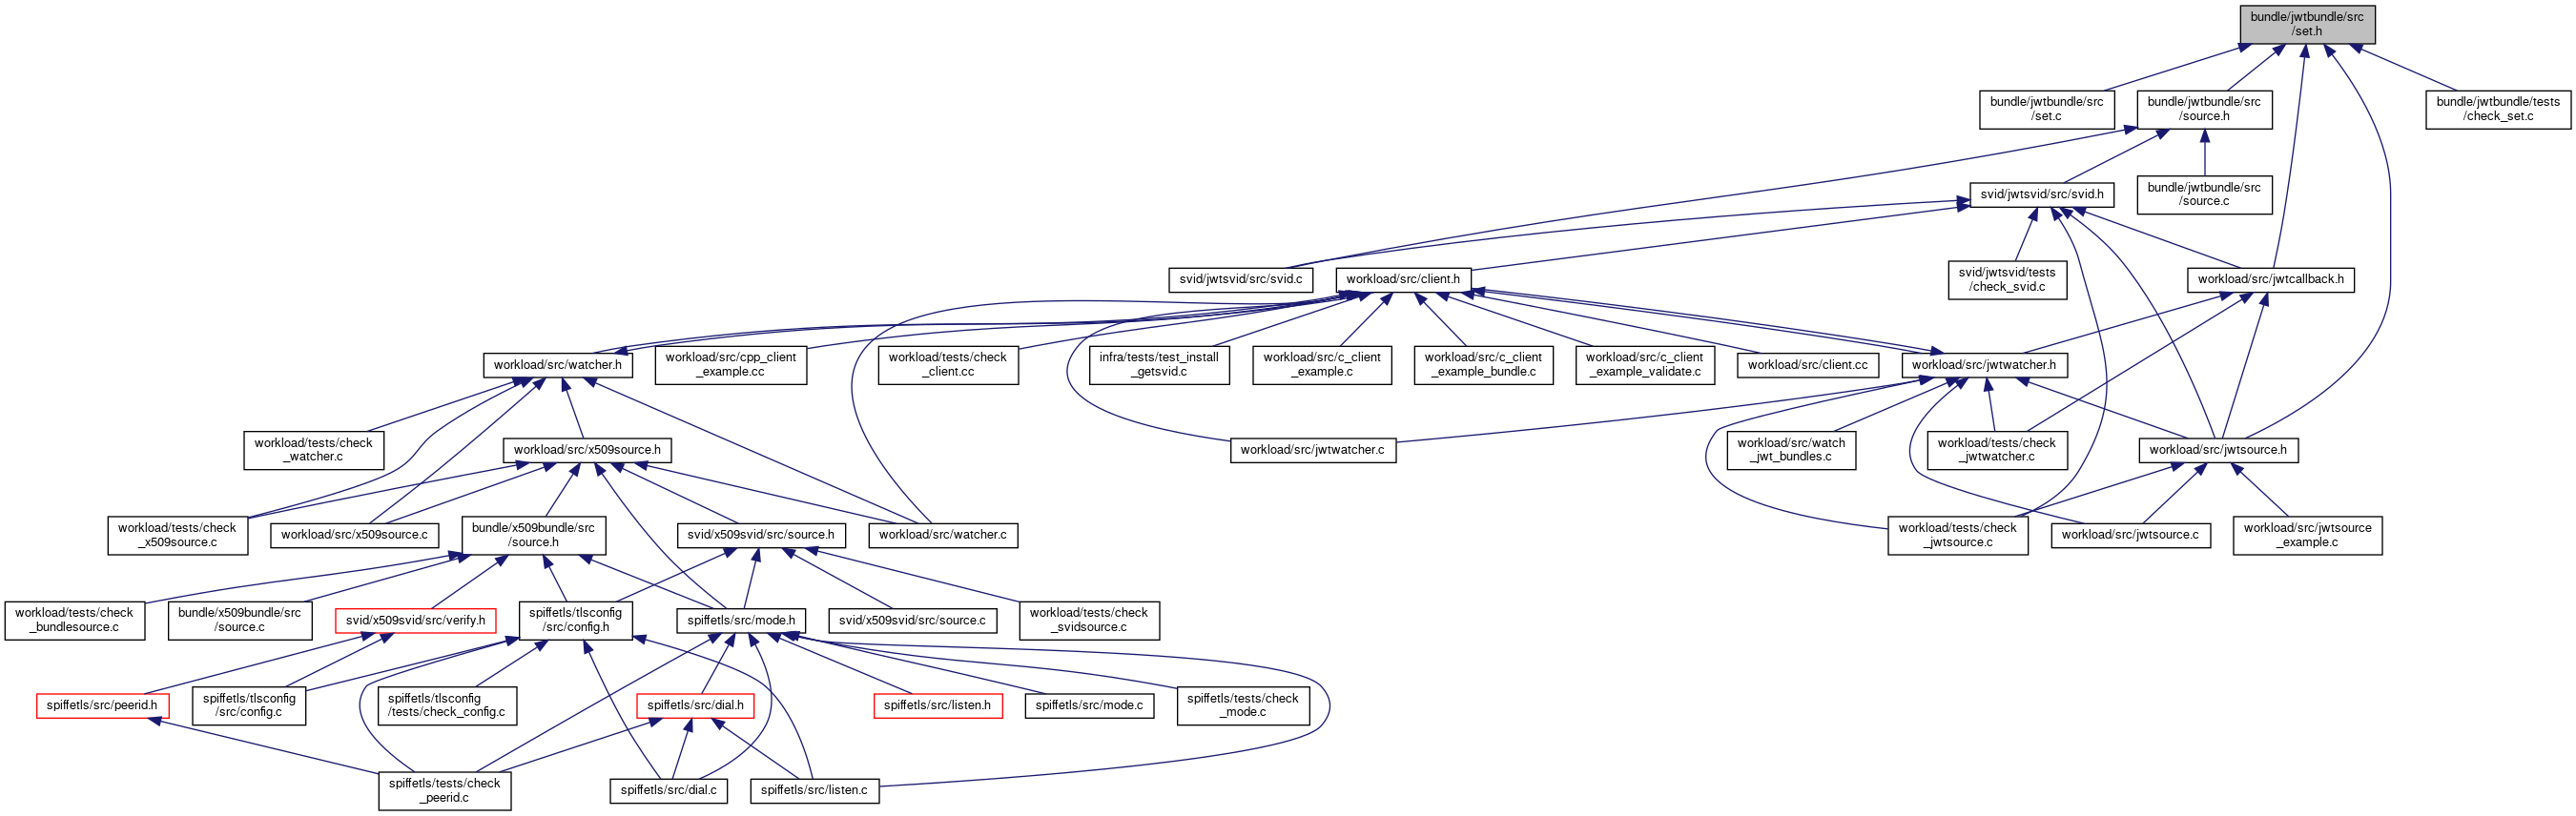 bundle/jwtbundle/src
/set.h
bundle/jwtbundle/src
/set.c
bundle/jwtbundle/src
/source.h
bundle/jwtbundle/tests
/check_set.c
svid/jwtsvid/src/svid.h
bundle/jwtbundle/src
/source.c
svid/jwtsvid/src/svid.c
workload/src/client.h
svid/jwtsvid/tests
/check_svid.c
workload/src/jwtcallback.h
workload/src/watcher.h
workload/src/cpp_client
_example.cc
workload/tests/check
_client.cc
infra/tests/test_install
_getsvid.c
workload/src/c_client
_example.c
workload/src/c_client
_example_bundle.c
workload/src/c_client
_example_validate.c
workload/src/client.cc
workload/src/jwtwatcher.h
workload/tests/check
_watcher.c
workload/src/x509source.h
workload/src/jwtwatcher.c
workload/src/watch
_jwt_bundles.c
workload/tests/check
_jwtwatcher.c
workload/src/jwtsource.h
workload/tests/check
_x509source.c
workload/src/x509source.c
bundle/x509bundle/src
/source.h
svid/x509svid/src/source.h
workload/src/watcher.c
workload/tests/check
_jwtsource.c
workload/src/jwtsource.c
workload/src/jwtsource
_example.c
workload/tests/check
_bundlesource.c
bundle/x509bundle/src
/source.c
svid/x509svid/src/verify.h
spiffetls/tlsconfig
/src/config.h
spiffetls/src/mode.h
svid/x509svid/src/source.c
workload/tests/check
_svidsource.c
spiffetls/src/peerid.h
spiffetls/tlsconfig
/src/config.c
spiffetls/tlsconfig
/tests/check_config.c
spiffetls/src/dial.h
spiffetls/src/listen.h
spiffetls/src/mode.c
spiffetls/tests/check
_mode.c
spiffetls/tests/check
_peerid.c
spiffetls/src/dial.c
spiffetls/src/listen.c